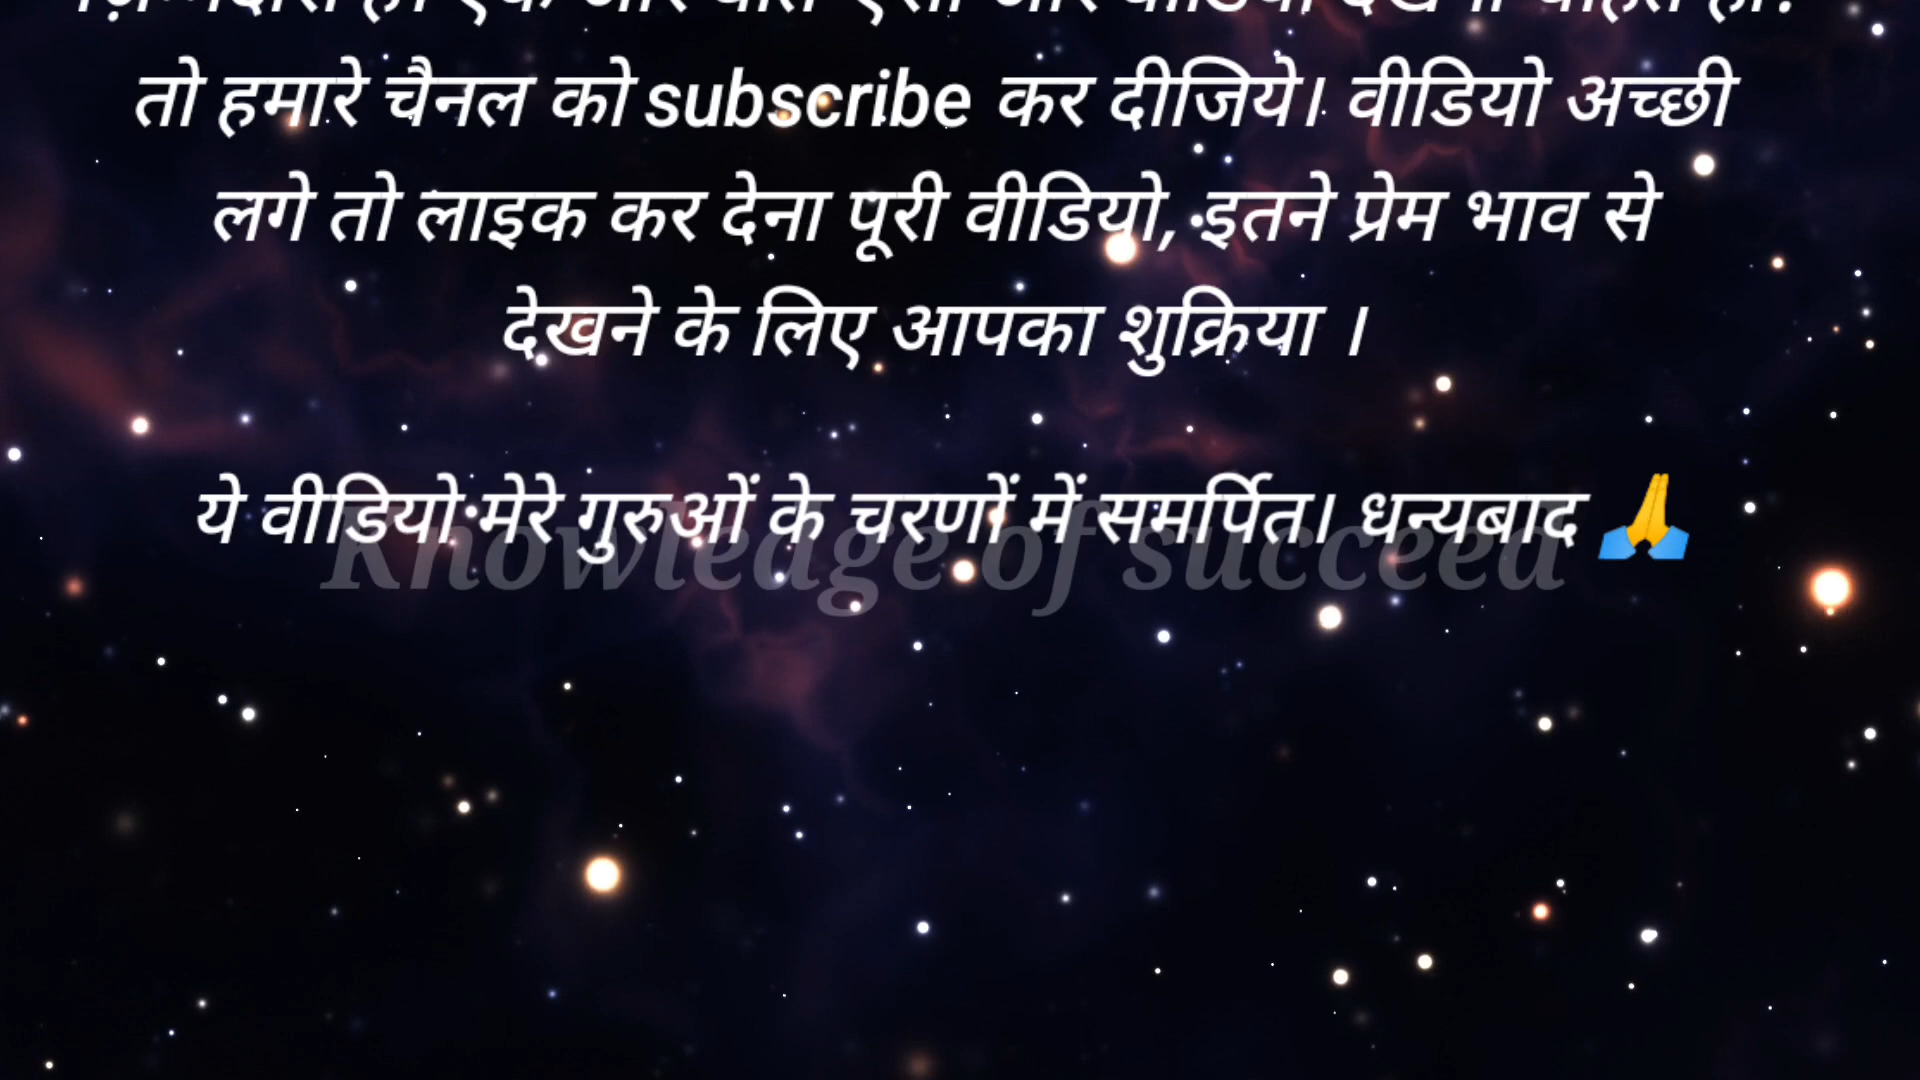 तो हमारे चैनल को subscribe कर दीजिये। वीडियो अच्छी
लगे तो लाइक कर देना पूरी वीडियो, इतने प्रेम भाव से
देखने के लिए आपका शुक्रिया ।
ये वीडियो मेरे गुरुओं के चरणों में समर्पित। धन्यबाद 🙏
Knowledge of succeed